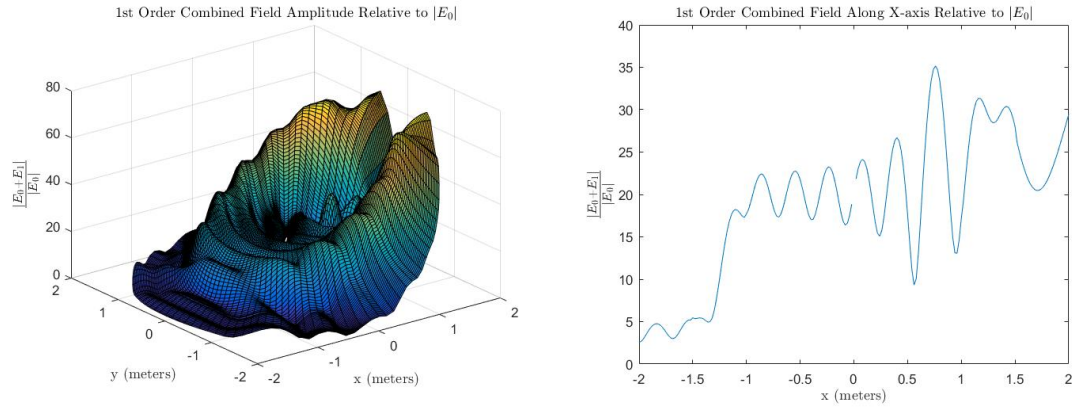 1st Order Combined Field Amplitude Relative to |E₀|
80
60
40
20
0
|E₀+E₁|
|E₀|
2
1
0
-1
-2
y (meters)
-2
-1
0
1
2
x (meters)
1st Order Combined Field Along X-axis Relative to |E₀|
40
35
30
25
20
15
10
5
0
|E₀+E₁|
|E₀|
-2 -1.5 -1 -0.5 0 0.5 1 1.5 2
x (meters)